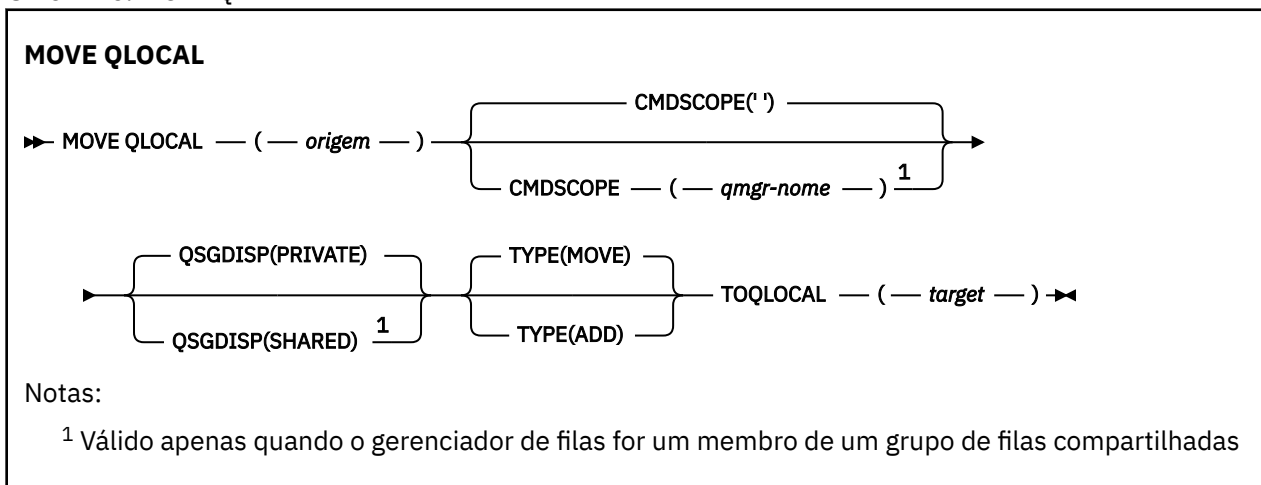 MOVE QLOCAL
CMDSCOPE(' ')
MOVE QLOCAL ( origem )
CMDSCOPE ( qmgr-nome ) 1
QSGDISP(PRIVATE) TYPE(MOVE)
TOQLOCAL ( target )
QSGDISP(SHARED) 1 TYPE(ADD)
Notas:
1 Válido apenas quando o gerenciador de filas for um membro de um grupo de filas compartilhadas